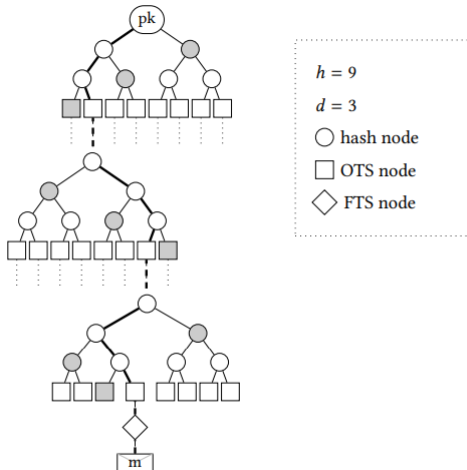 pk
h = 9
d = 3
hash node
OTS node
FTS node
m